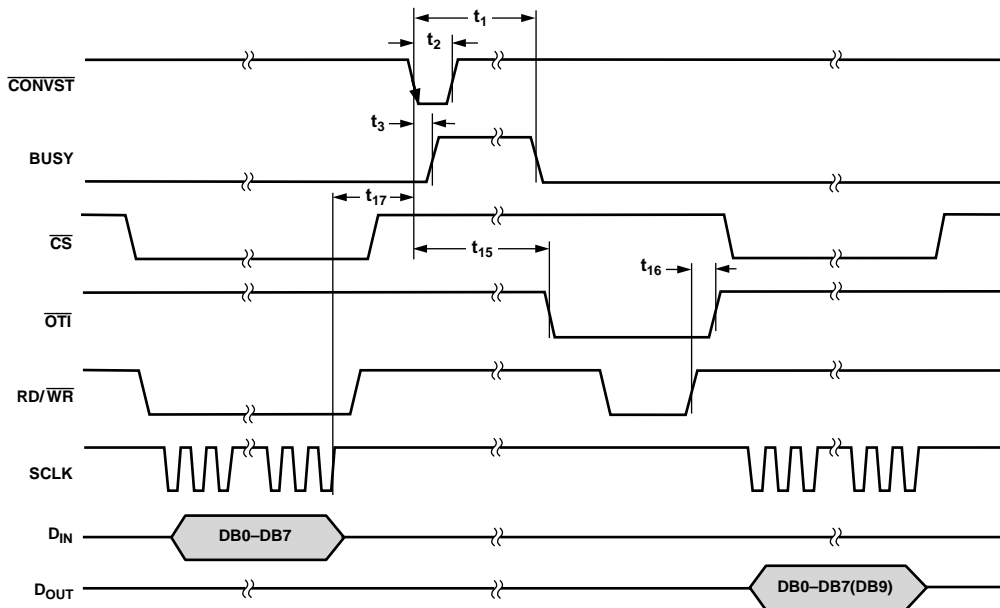 t1
t2
CONVST
t3
BUSY
t17
CS
t15
t16
OTI
RD/WR
SCLK
DIN
DB0–DB7
DOUT
DB0–DB7(DB9)